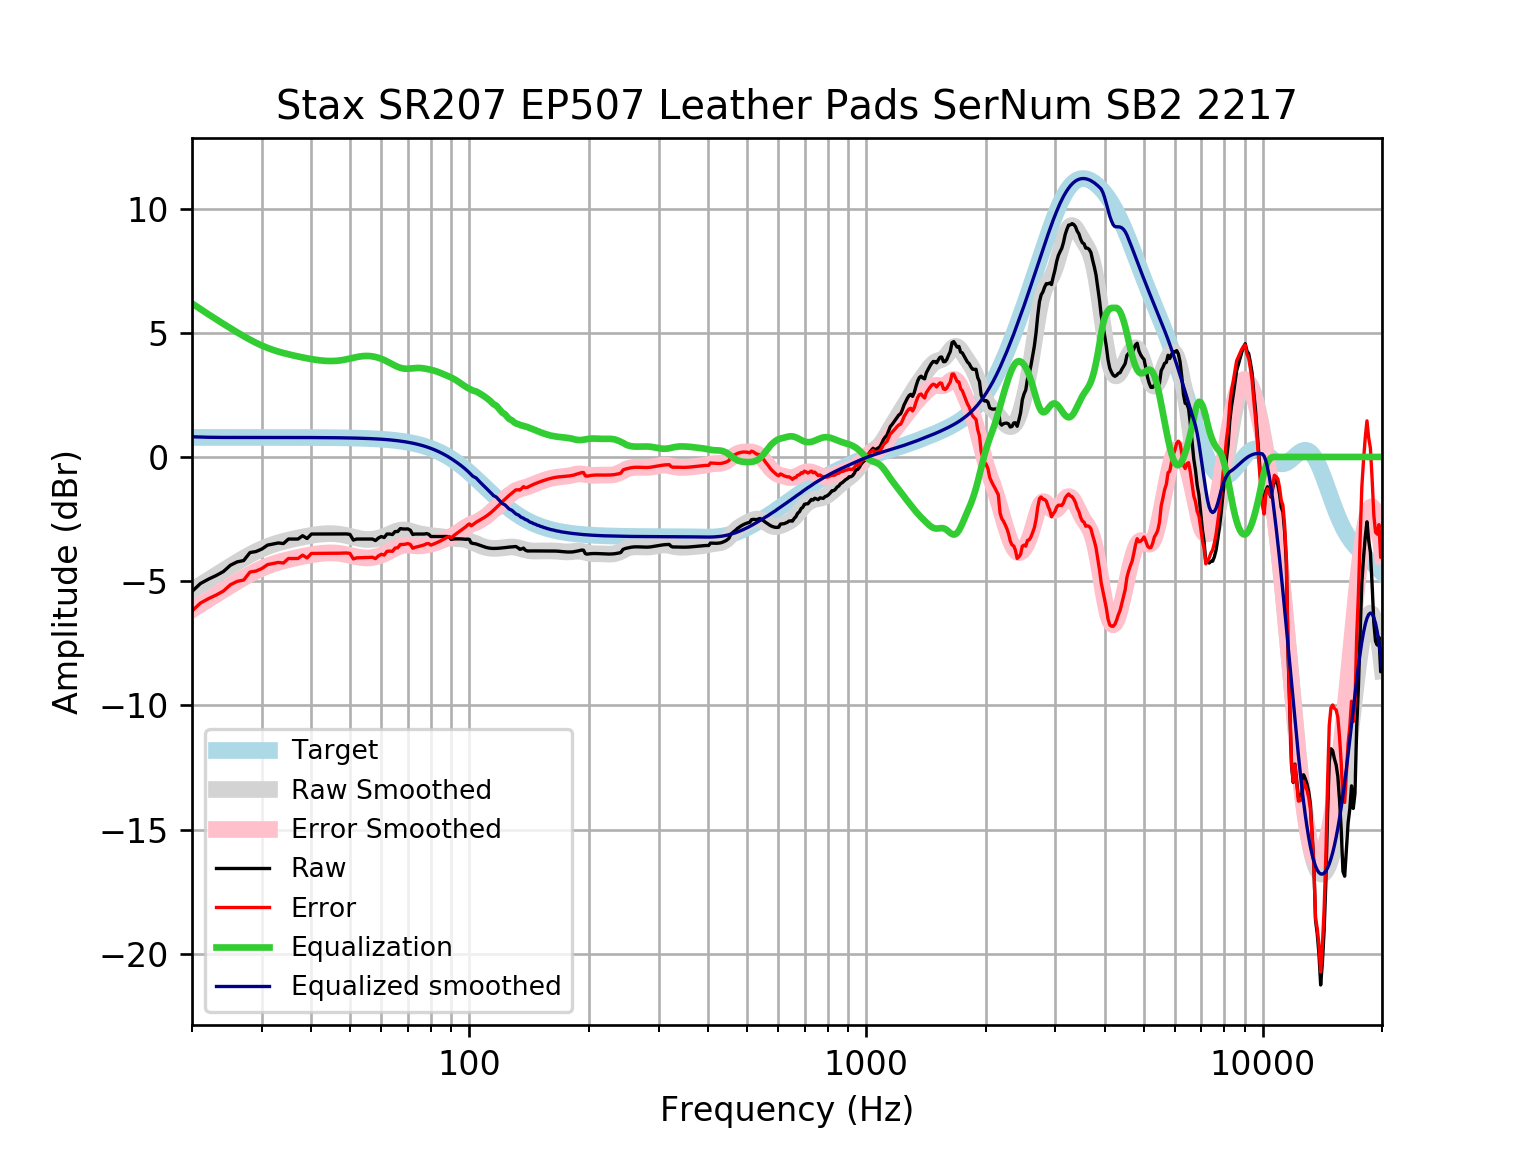 Stax SR207 EP507 Leather Pads SerNum SB2 2217
10
5
0
−5
−10
−15
−20
Amplitude (dBr)
Target
Raw Smoothed
Error Smoothed
Raw
Error
Equalization
Equalized smoothed
100
1000
10000
Frequency (Hz)